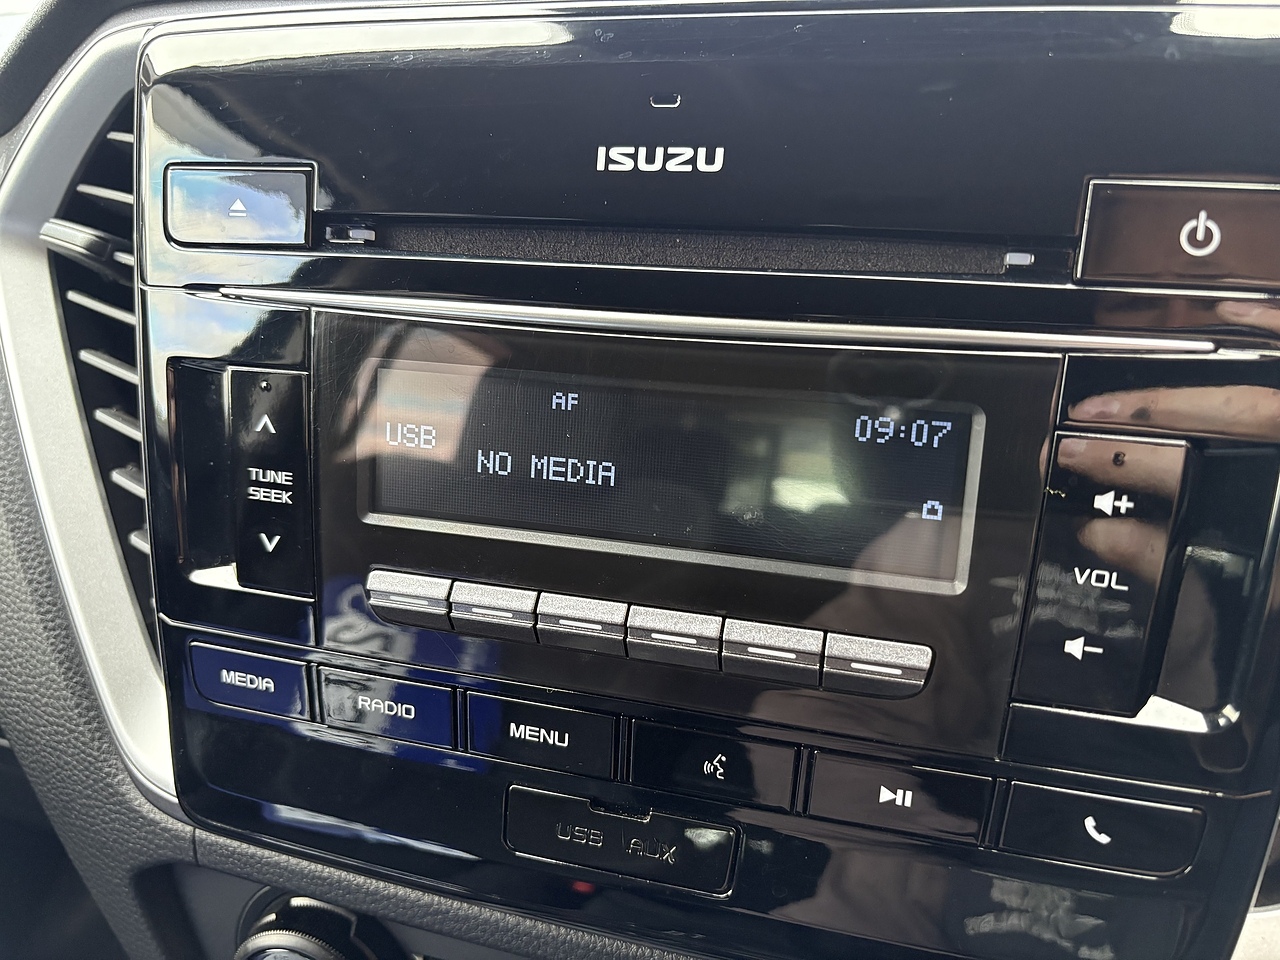 ISUZU
AF
USB
09:07
NO MEDIA
TUNE
SEEK
VOL
MEDIA
RADIO
MENU
USB AUX